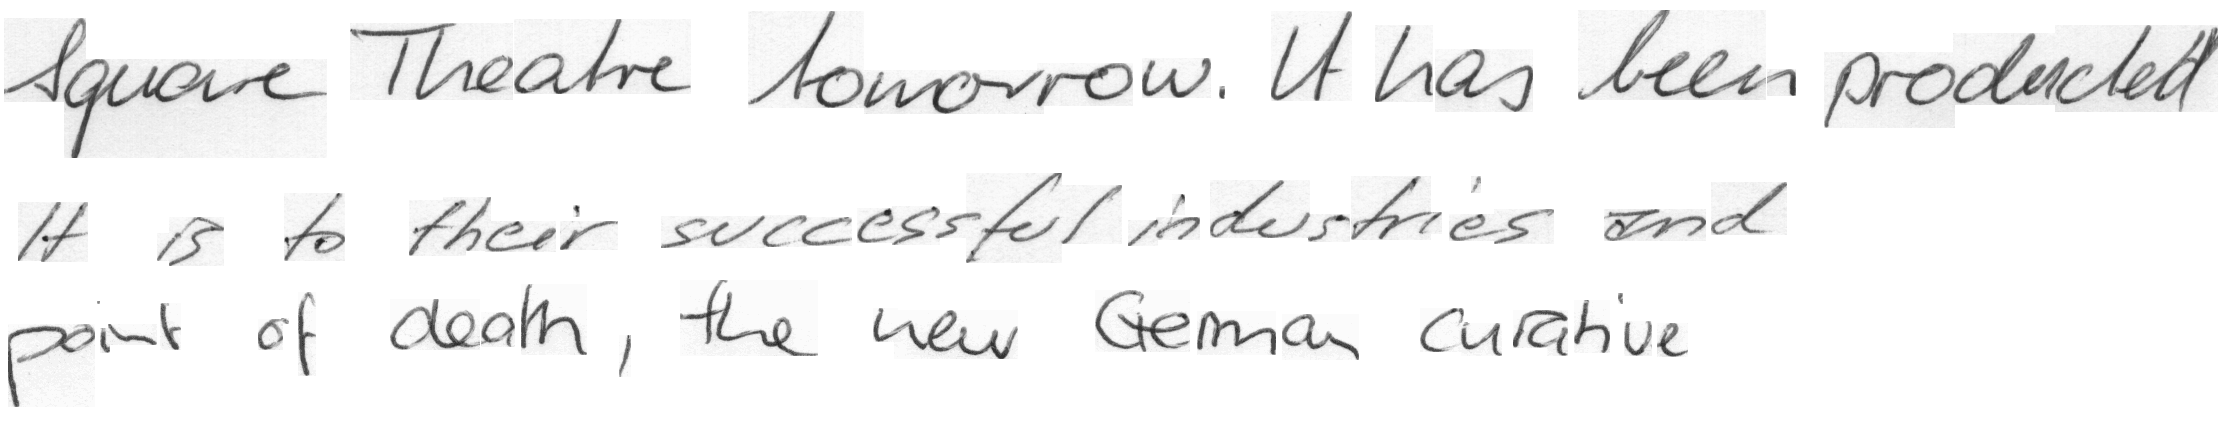 Square Theatre tomorrow. It has been producted
It is to their successful industries and
point of death, the new German curative